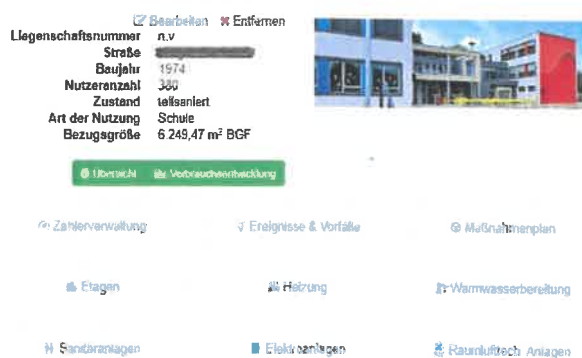 Bearbeiten Entfernen
Liegenschaftsnummer n.v
Straße
Baujahr 1974
Nutzeranzahl 380
Zustand teilsaniert
Art der Nutzung Schule
Bezugsgröße 6 249,47 m² BGF
Übersicht Verbrauchsentwicklung
Zählerverwaltung Ereignisse & Vorfälle Maßnahmenplan
Etagen Heizung Warmwasserbereitung
Sanitäranlagen Elektroanlagen Raumlufttech Anlagen